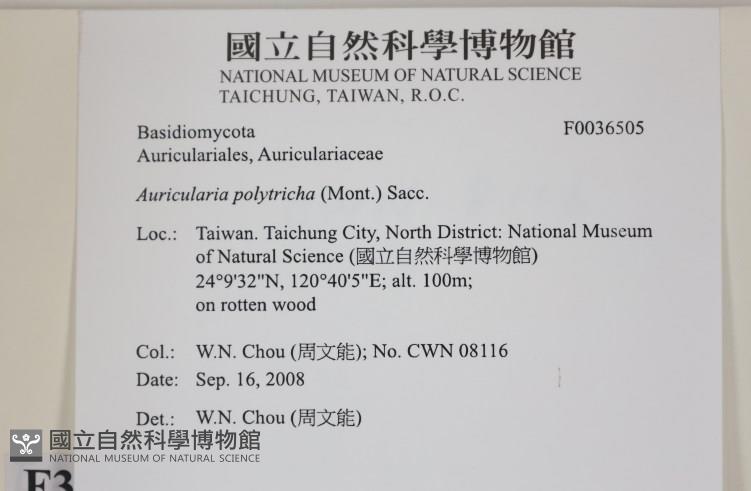 國立自然科學博物館
NATIONAL MUSEUM OF NATURAL SCIENCE
TAICHUNG, TAIWAN, R.O.C.
Basidiomycota F0036505
Auriculariales, Auriculariaceae
Auricularia polytricha (Mont.) Sacc.
Loc.: Taiwan. Taichung City, North District: National Museum
of Natural Science (國立自然科學博物館)
24°9'32"N, 120°40'5"E; alt. 100m;
on rotten wood
Col.: W.N. Chou (周文能); No. CWN 08116
Date: Sep. 16, 2008
Det.: W.N. Chou (周文能)
國立自然科學博物館
NATIONAL MUSEUM OF NATURAL SCIENCE